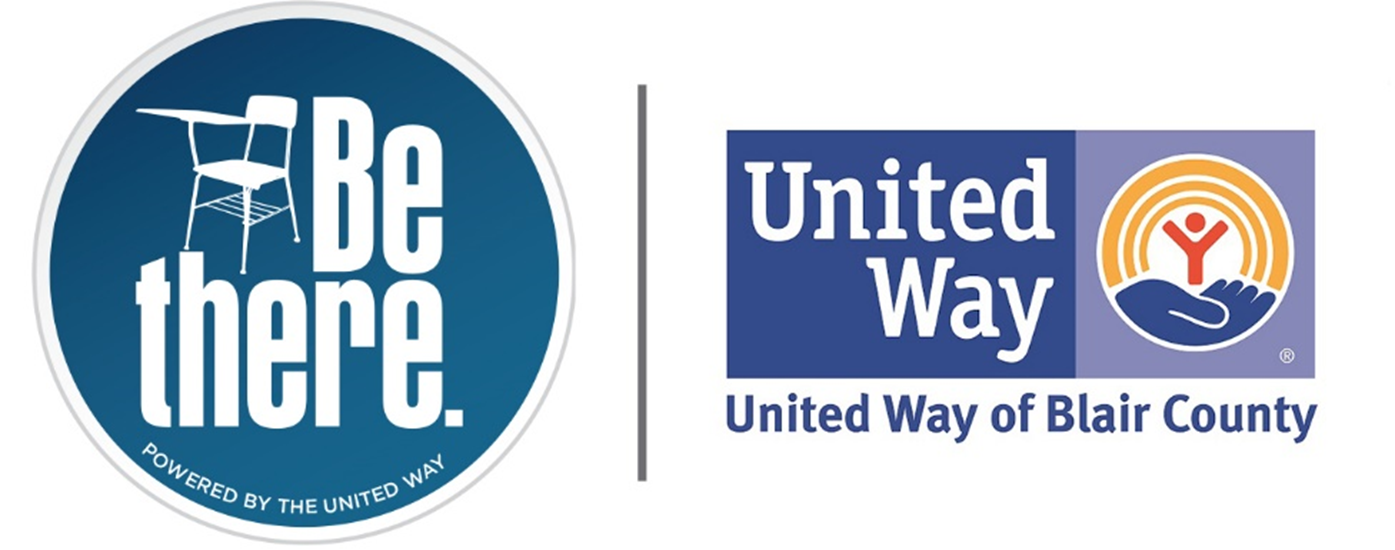 Be
there.
POWERED BY THE UNITED WAY
United
Way
®
United Way of Blair County